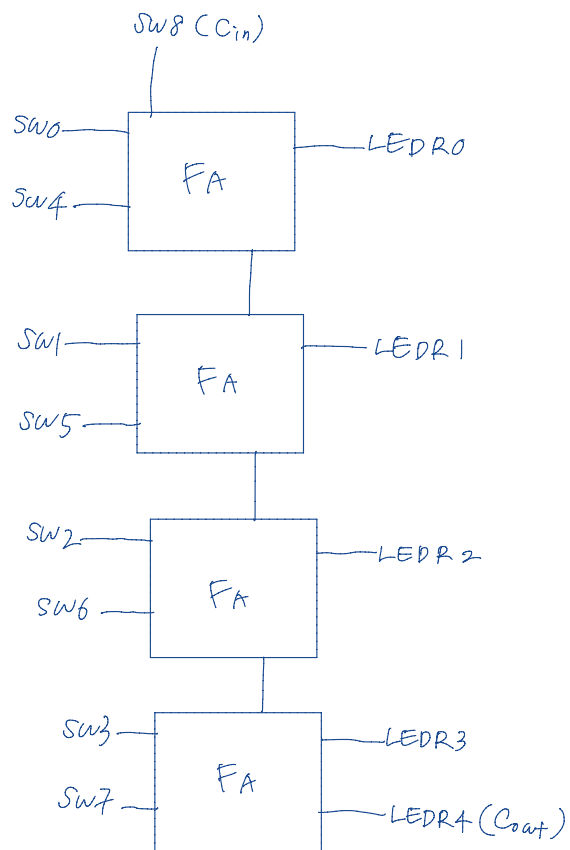 SW8 (Cin)
SW0
LEDR0
FA
SW4
SW1
LEDR1
FA
SW5
SW2
LEDR2
FA
SW6
SW3
LEDR3
FA
SW7
LEDR4 (Cout)